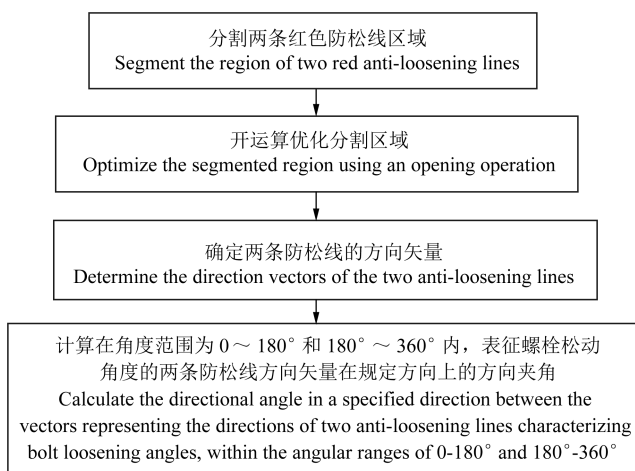 分割两条红色防松线区域
Segment the region of two red anti-loosening lines
开运算优化分割区域
Optimize the segmented region using an opening operation
确定两条防松线的方向矢量
Determine the direction vectors of the two anti-loosening lines
计算在角度范围为 0～180° 和 180°～360° 内，表征螺栓松动
角度的两条防松线方向矢量在规定方向上的方向夹角
Calculate the directional angle in a specified direction between the
vectors representing the directions of two anti-loosening lines characterizing
bolt loosening angles, within the angular ranges of 0-180° and 180°-360°